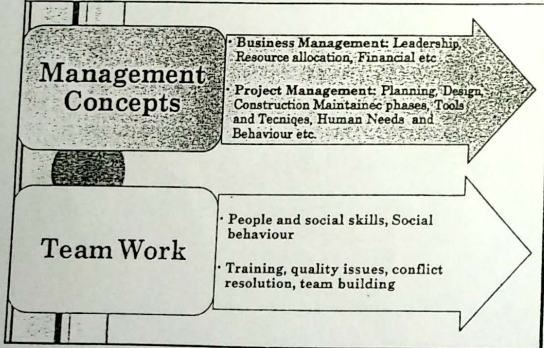 Management
Concepts
· Business Management: Leadership,
Resource allocation, Financial etc
· Project Management: Planning, Design,
Construction Maintainec phases, Tools
and Tecniqes, Human Needs and
Behaviour etc.
Team Work
· People and social skills, Social
behaviour
· Training, quality issues, conflict
resolution, team building